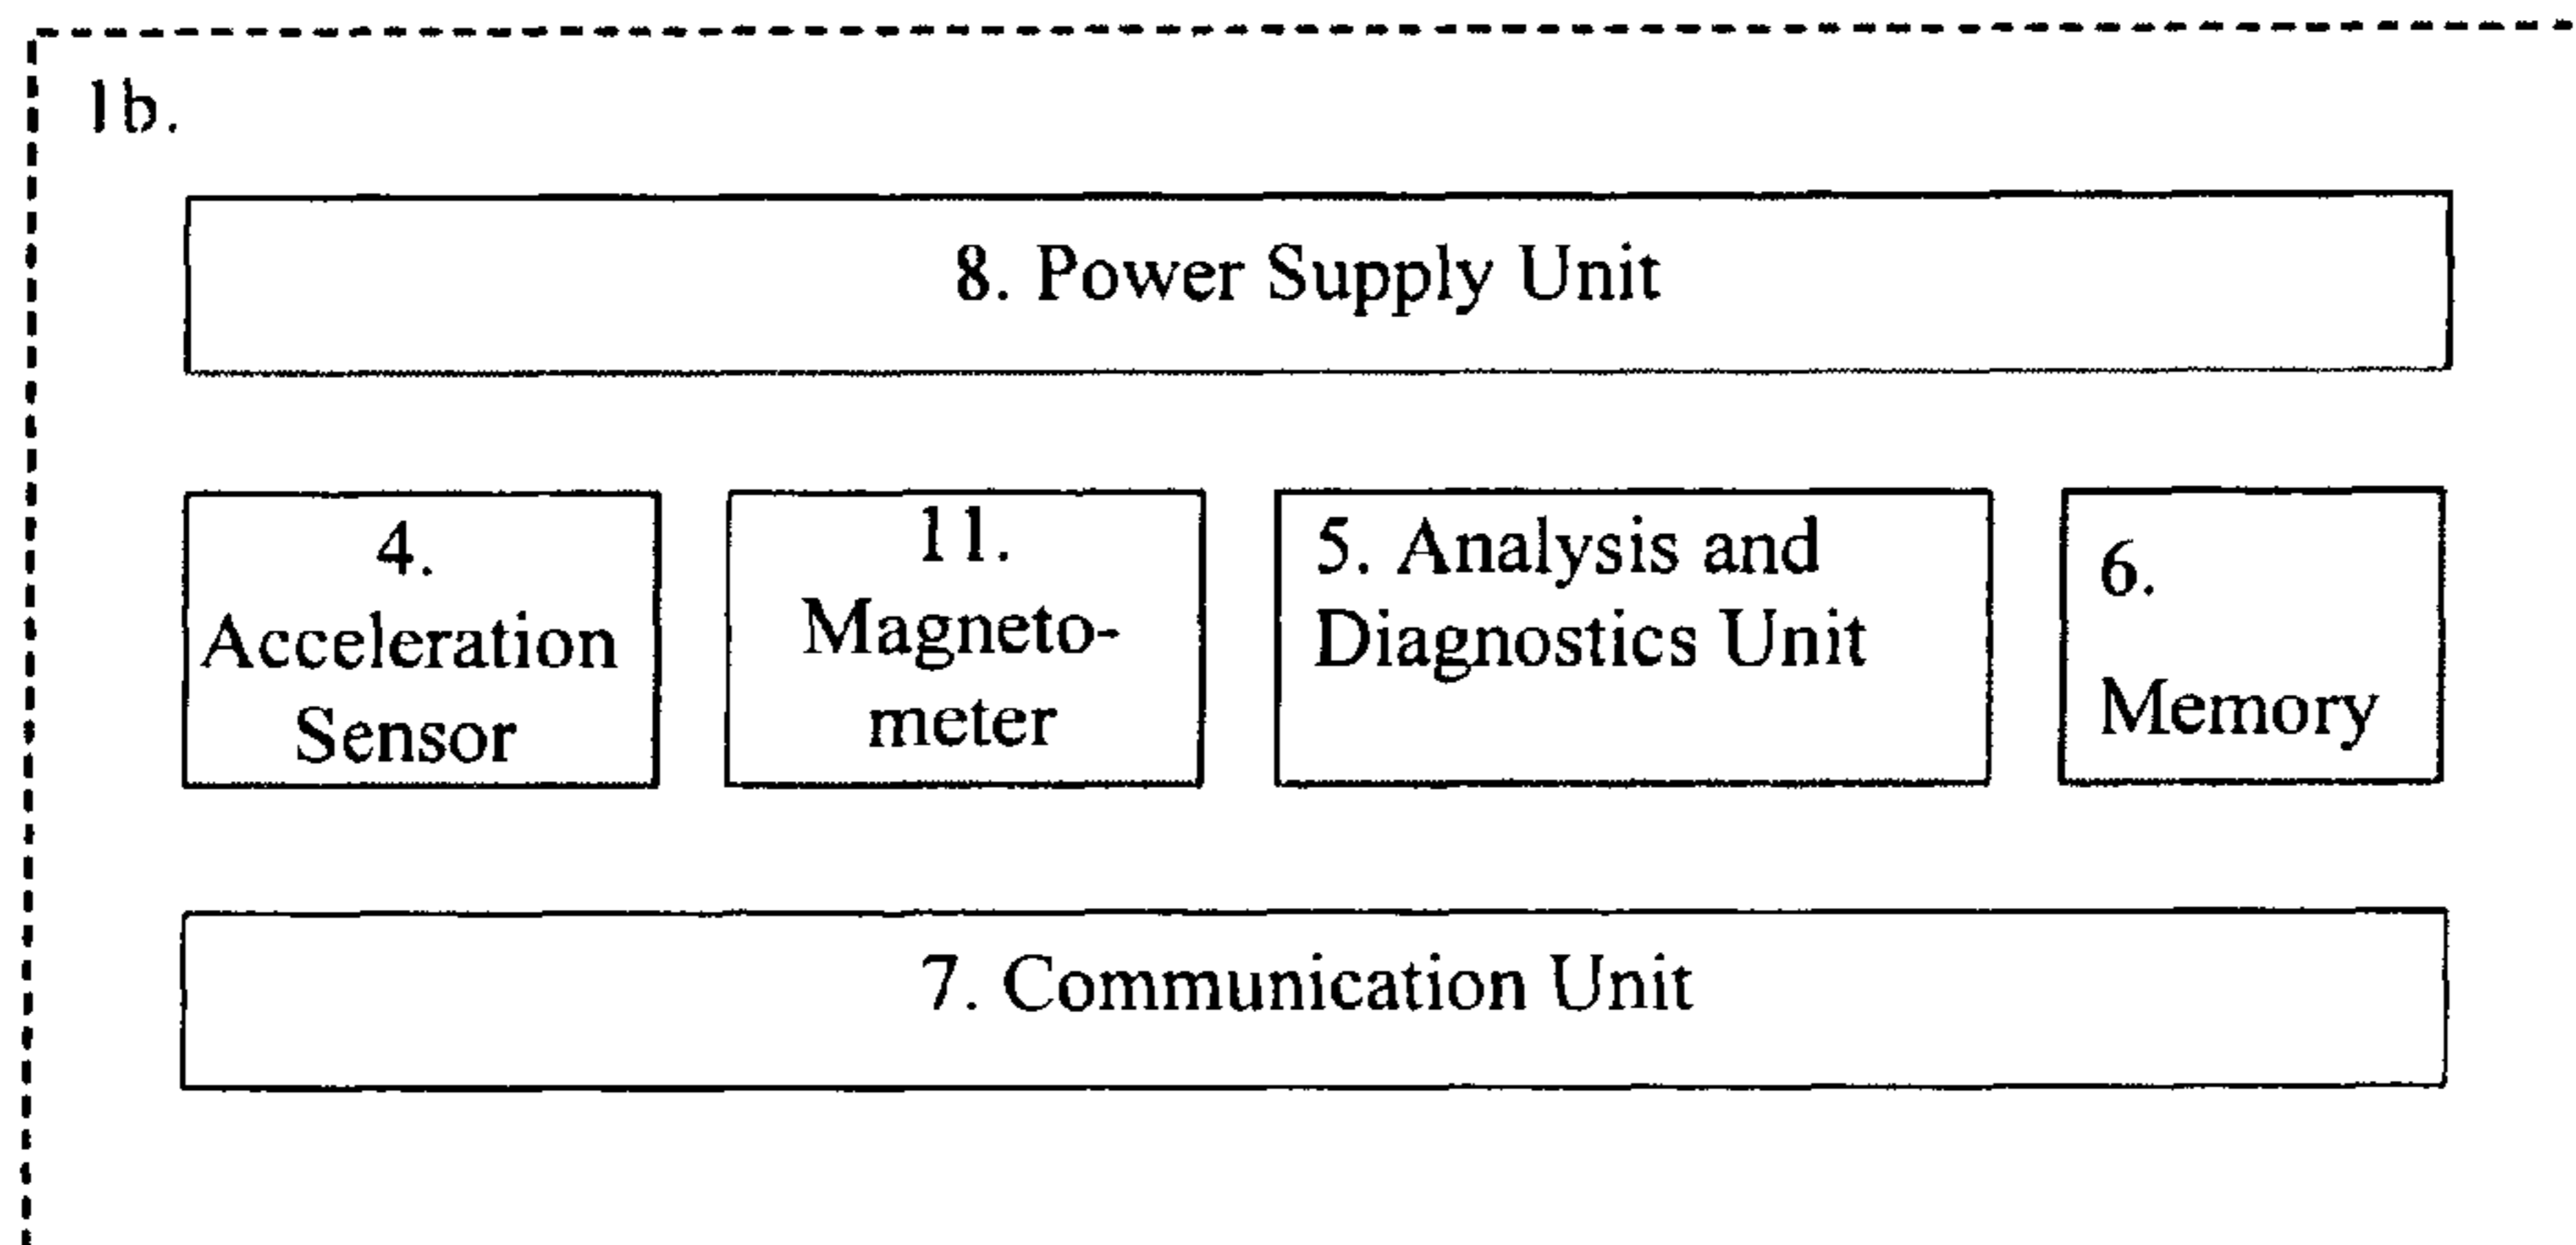 1b.
8. Power Supply Unit
4.
Acceleration
Sensor
11.
Magneto-
meter
5. Analysis and
Diagnostics Unit
6.
Memory
7. Communication Unit